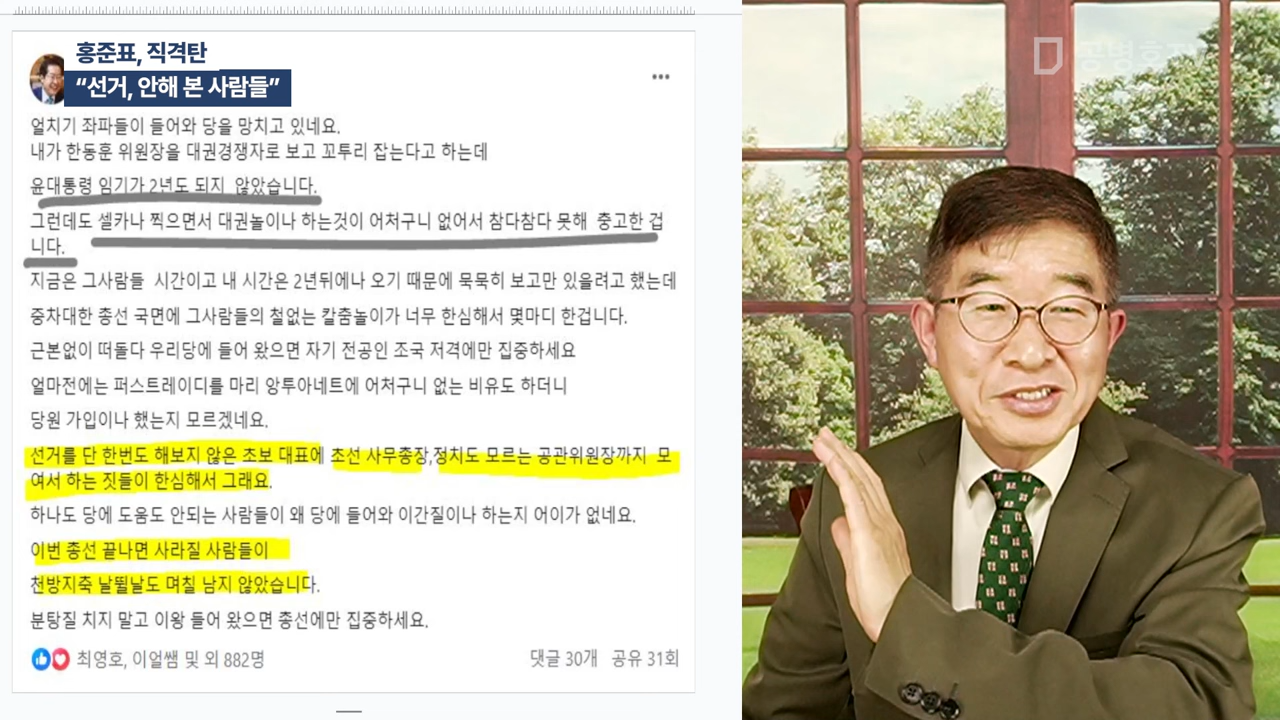 홍준표, 직격탄
“선거, 안해 본 사람들”
얼치기 좌파들이 들어와 당을 망치고 있네요.
내가 한동훈 위원장을 대권경쟁자로 보고 꼬투리 잡는다고 하는데
윤대통령 임기가 2년도 되지 않았습니다.
그런데도 셀카나 찍으면서 대권놀이나 하는것이 어처구니 없어서 참다참다 못해 충고한 겁
니다.
지금은 그사람들 시간이고 내 시간은 2년뒤에나 오기 때문에 묵묵히 보고만 있을려고 했는데
중차대한 총선 국면에 그사람들의 철없는 칼춤놀이가 너무 한심해서 몇마디 한겁니다.
근본없이 떠돌다 우리당에 들어 왔으면 자기 전공인 조국 저격에만 집중하세요
얼마전에는 퍼스트레이디를 마리 앙투아네트에 어처구니 없는 비유도 하더니
당원 가입이나 했는지 모르겠네요.
선거를 단 한번도 해보지 않은 초보 대표에 초선 사무총장,정치도 모르는 공관위원장까지 모
여서 하는 짓들이 한심해서 그래요.
하나도 당에 도움도 안되는 사람들이 왜 당에 들어와 이간질이나 하는지 어이가 없네요.
이번 총선 끝나면 사라질 사람들이
천방지축 날뛸날도 며칠 남지 않았습니다.
분탕질 치지 말고 이왕 들어 왔으면 총선에만 집중하세요.
최영호, 이얼쌤 및 외 882명
댓글 30개 공유 31회